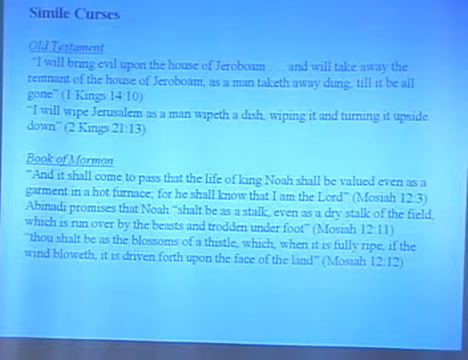 Simile Curses
Old Testament
"I will bring evil upon the house of Jeroboam . . . and will take away the
remnant of the house of Jeroboam, as a man taketh away dung, till it be all
gone" (1 Kings 14:10)
"I will wipe Jerusalem as a man wipeth a dish, wiping it and turning it upside
down" (2 Kings 21:13)
Book of Mormon
"And it shall come to pass that the life of king Noah shall be valued even as a
garment in a hot furnace; for he shall know that I am the Lord" (Mosiah 12:3)
Abinadi promises that Noah "shalt be as a stalk, even as a dry stalk of the field,
which is run over by the beasts and trodden under foot" (Mosiah 12:11)
"thou shalt be as the blossoms of a thistle, which, when it is fully ripe, if the
wind bloweth, it is driven forth upon the face of the land" (Mosiah 12:12)